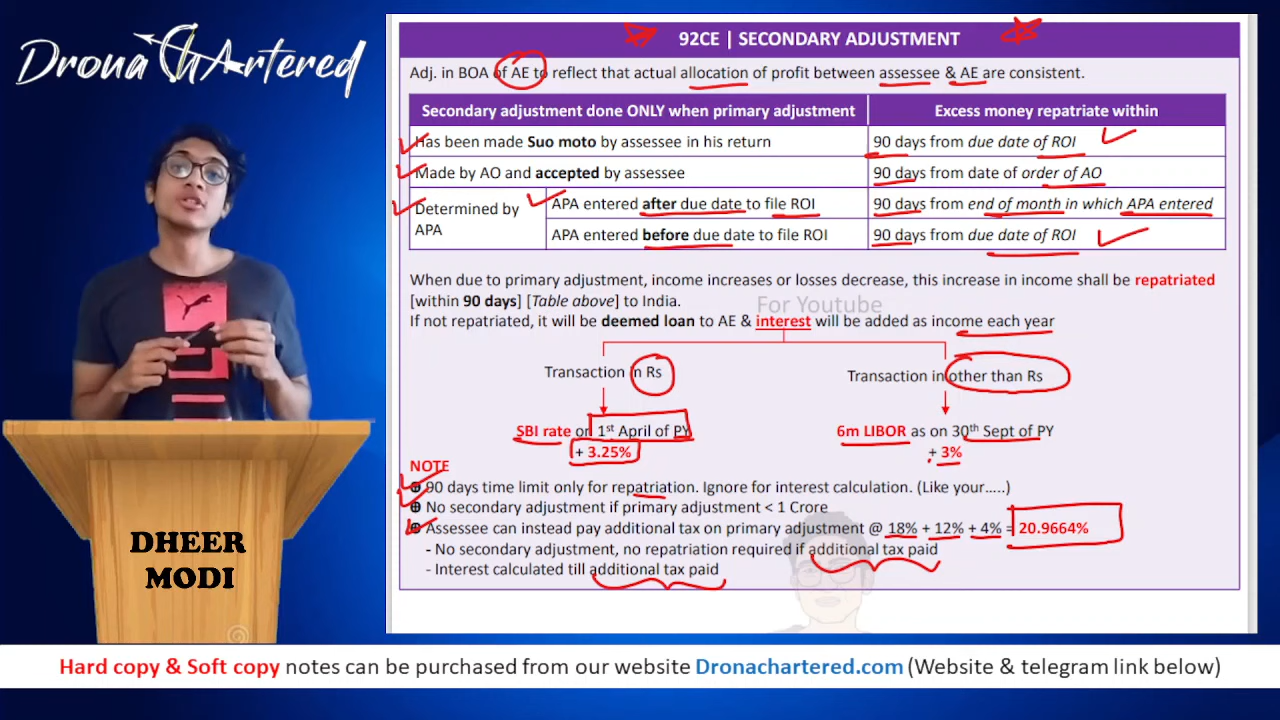 Drona CHArtered
92CE | SECONDARY ADJUSTMENT
Adj. in BOA of AE to reflect that actual allocation of profit between assessee & AE are consistent.
Secondary adjustment done ONLY when primary adjustment
Excess money repatriate within
Has been made Suo moto by assessee in his return
90 days from due date of ROI
Made by AO and accepted by assessee
90 days from date of order of AO
Determined by APA
APA entered after due date to file ROI
90 days from end of month in which APA entered
APA entered before due date to file ROI
90 days from due date of ROI
When due to primary adjustment, income increases or losses decrease, this increase in income shall be repatriated
[within 90 days] [Table above] to India.
For Youtube
If not repatriated, it will be deemed loan to AE & interest will be added as income each year
Transaction in Rs
Transaction in other than Rs
SBI rate on 1st April of PY
+ 3.25%
6m LIBOR as on 30th Sept of PY
+ 3%
NOTE
90 days time limit only for repatriation. Ignore for interest calculation. (Like your.....)
No secondary adjustment if primary adjustment < 1 Crore
Assessee can instead pay additional tax on primary adjustment @ 18% + 12% + 4% = 20.9664%
- No secondary adjustment, no repatriation required if additional tax paid
- Interest calculated till additional tax paid
DHEER
MODI
Hard copy & Soft copy notes can be purchased from our website Dronachartered.com (Website & telegram link below)